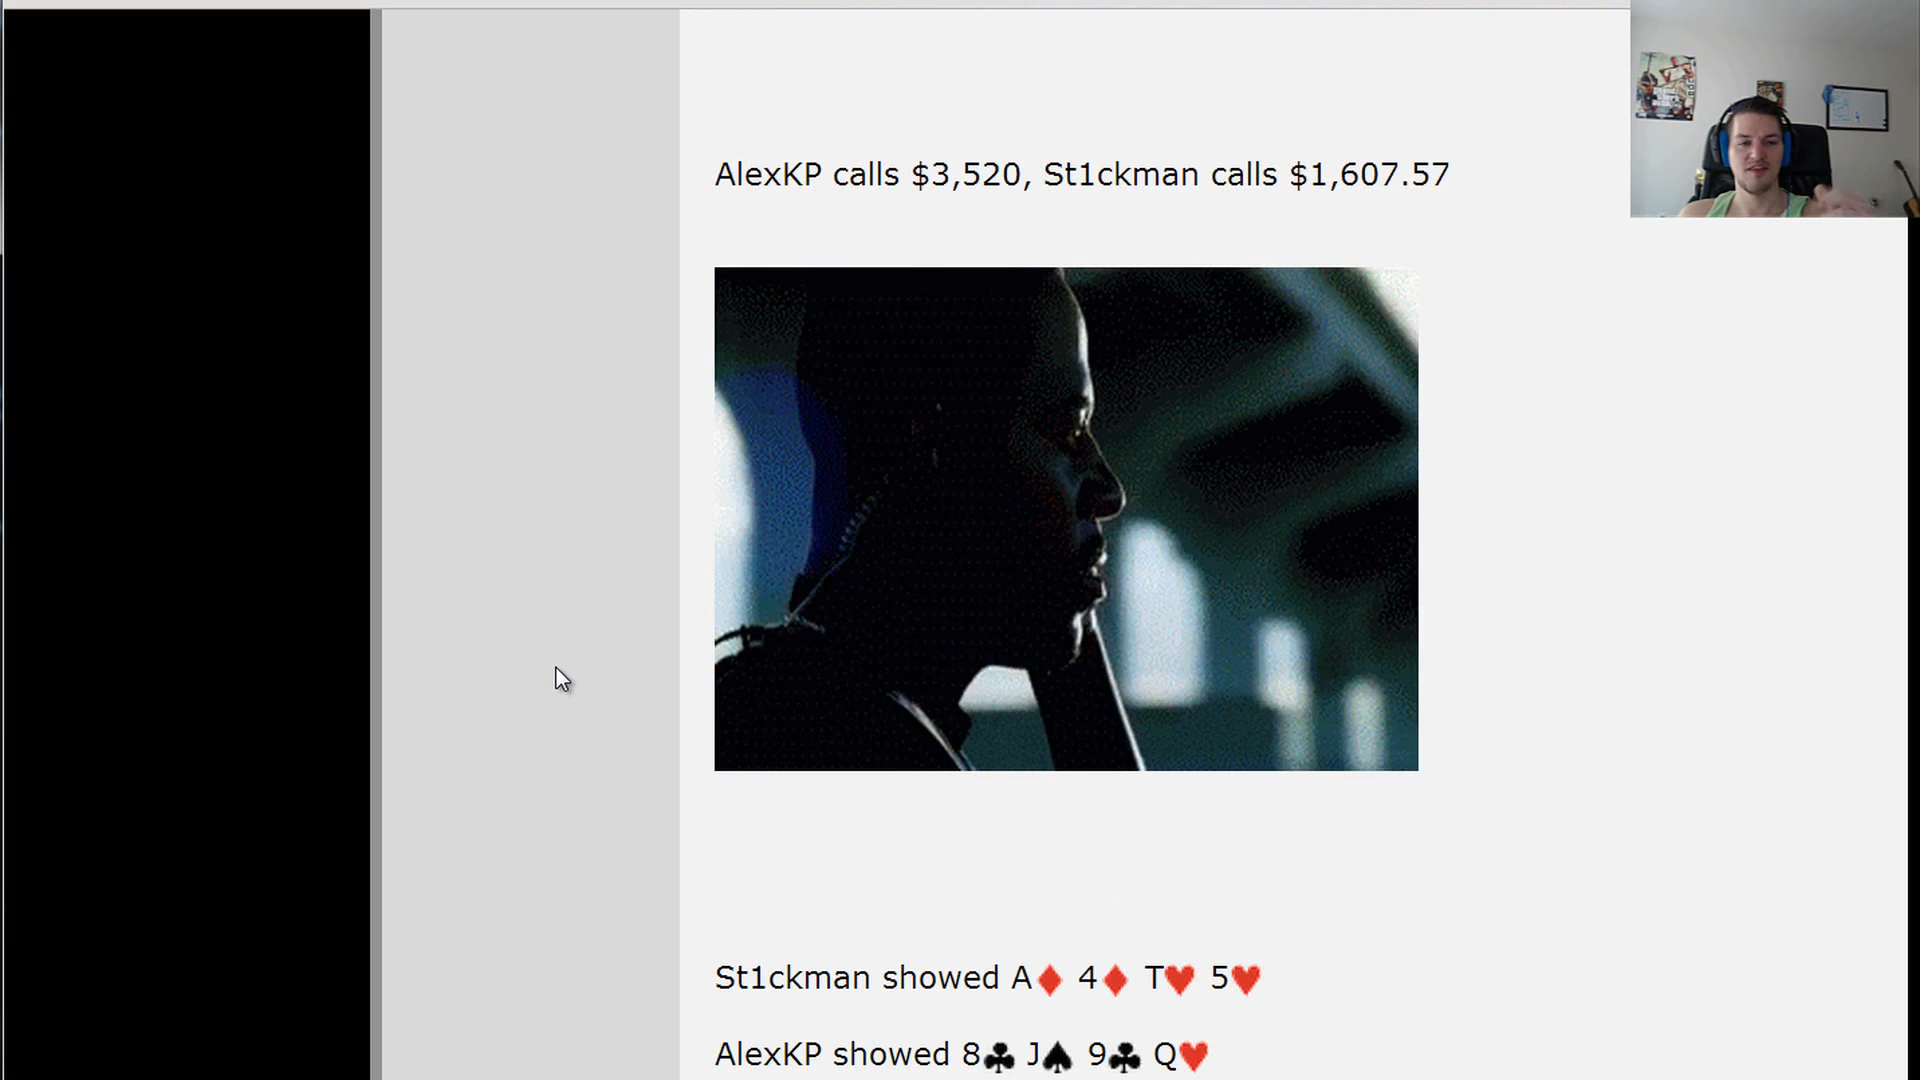 AlexKP calls $3,520, St1ckman calls $1,607.57
St1ckman showed A♦ 4♦ T♥ 5♥
AlexKP showed 8♣ J♠ 9♣ Q♥